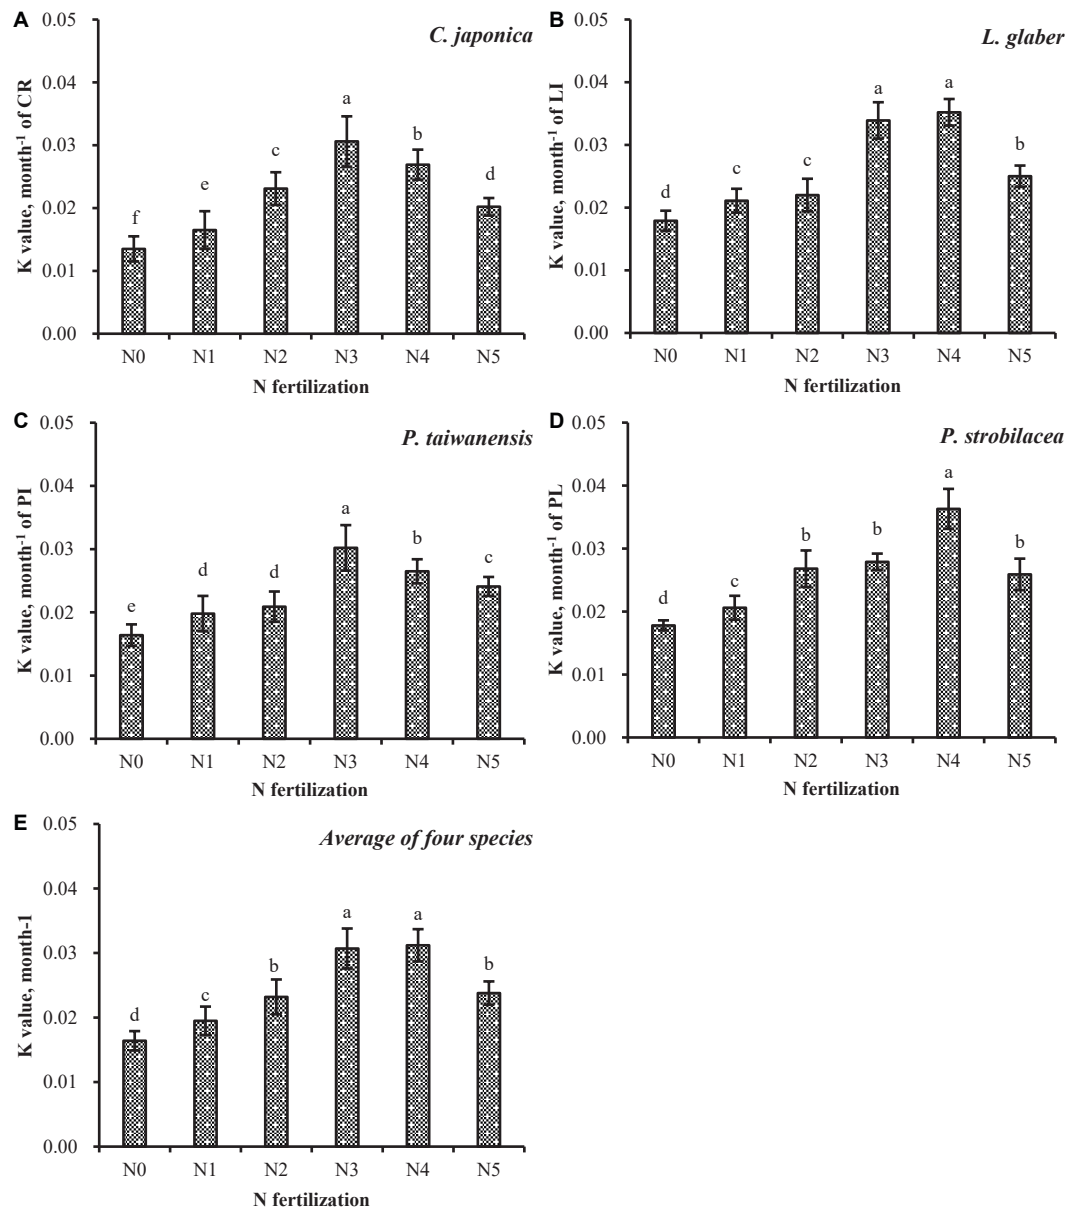 A
C. japonica
K value, month-1 of CR
0.05
0.04
0.03
0.02
0.01
0.00
f
e
c
a
b
d
N0 N1 N2 N3 N4 N5
N fertilization
B
L. glaber
K value, month-1 of LI
0.05
0.04
0.03
0.02
0.01
0.00
d
c
c
a
a
b
N0 N1 N2 N3 N4 N5
N fertilization
C
P. taiwanensis
K value, month-1 of PI
0.05
0.04
0.03
0.02
0.01
0.00
e
d
d
a
b
c
N0 N1 N2 N3 N4 N5
N fertilization
D
P. strobilacea
K value, month-1 of PL
0.05
0.04
0.03
0.02
0.01
0.00
d
c
b
b
a
b
N0 N1 N2 N3 N4 N5
N fertilization
E
Average of four species
K value, month-1
0.05
0.04
0.03
0.02
0.01
0.00
d
c
b
a
a
b
N0 N1 N2 N3 N4 N5
N fertilization